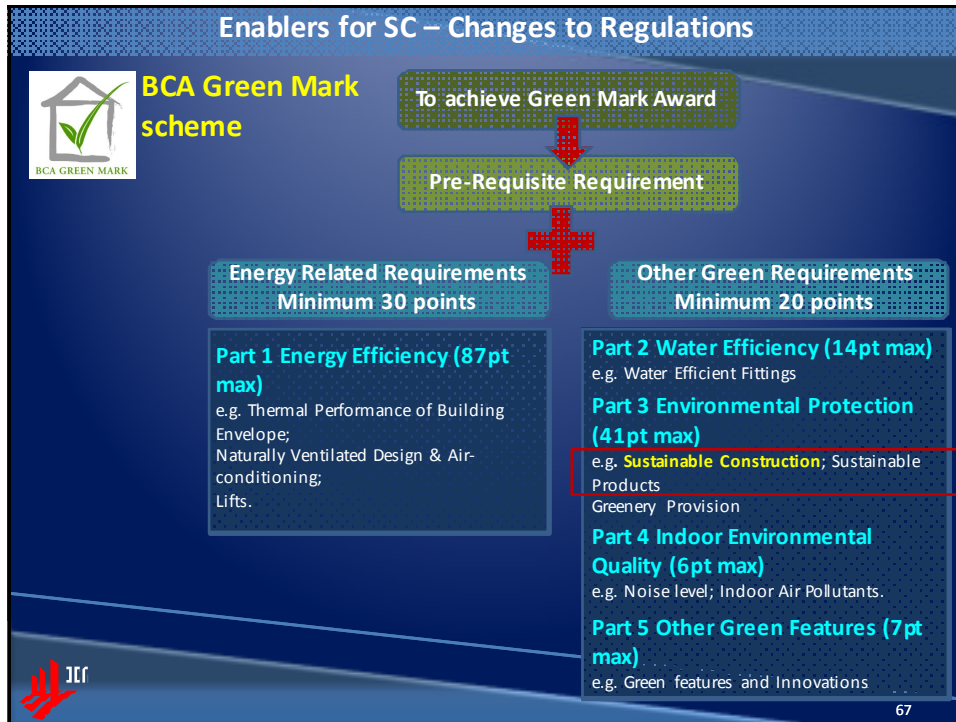 Enablers for SC – Changes to Regulations
BCA Green Mark
scheme
BCA GREEN MARK
To achieve Green Mark Award
Pre-Requisite Requirement
Energy Related Requirements
Minimum 30 points
Part 1 Energy Efficiency (87pt
max)
e.g. Thermal Performance of Building
Envelope;
Naturally Ventilated Design & Air-
conditioning;
Lifts.
Other Green Requirements
Minimum 20 points
Part 2 Water Efficiency (14pt max)
e.g. Water Efficient Fittings
Part 3 Environmental Protection
(41pt max)
e.g. Sustainable Construction; Sustainable
Products
Greenery Provision
Part 4 Indoor Environmental
Quality (6pt max)
e.g. Noise level; Indoor Air Pollutants.
Part 5 Other Green Features (7pt
max)
e.g. Green features and Innovations
67